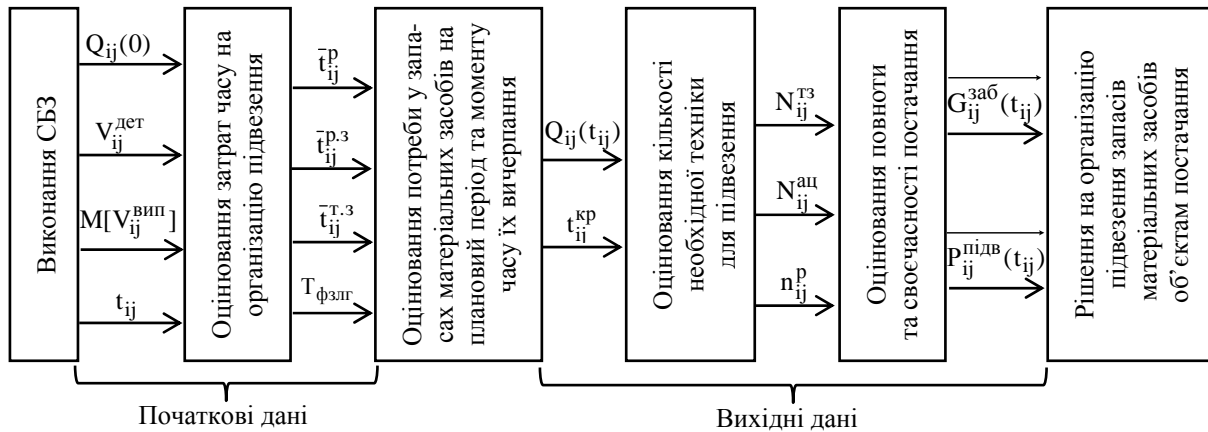 Виконання СБЗ
Q_ij(0)
V_ij^дет
M[V_ij^вип]
t_ij
Оцінювання затрат часу на
організацію підвезення
t̄_ij^р
t̄_ij^р.з
t̄_ij^т.з
T_фзлг
Оцінювання потреби у запа-
сах матеріальних засобів на
плановий період та моменту
часу їх вичерпання
Q_ij(t_ij)
t_ij^кр
Оцінювання кількості
необхідної техніки
для підвезення
N_ij^тз
N_ij^ац
n_ij^р
Оцінювання повноти
та своєчасності постачання
G_ij^заб(t_ij)
P_ij^підв(t_ij)
Рішення на організацію
підвезення запасів
матеріальних засобів
об’єктам постачання
Початкові дані
Вихідні дані